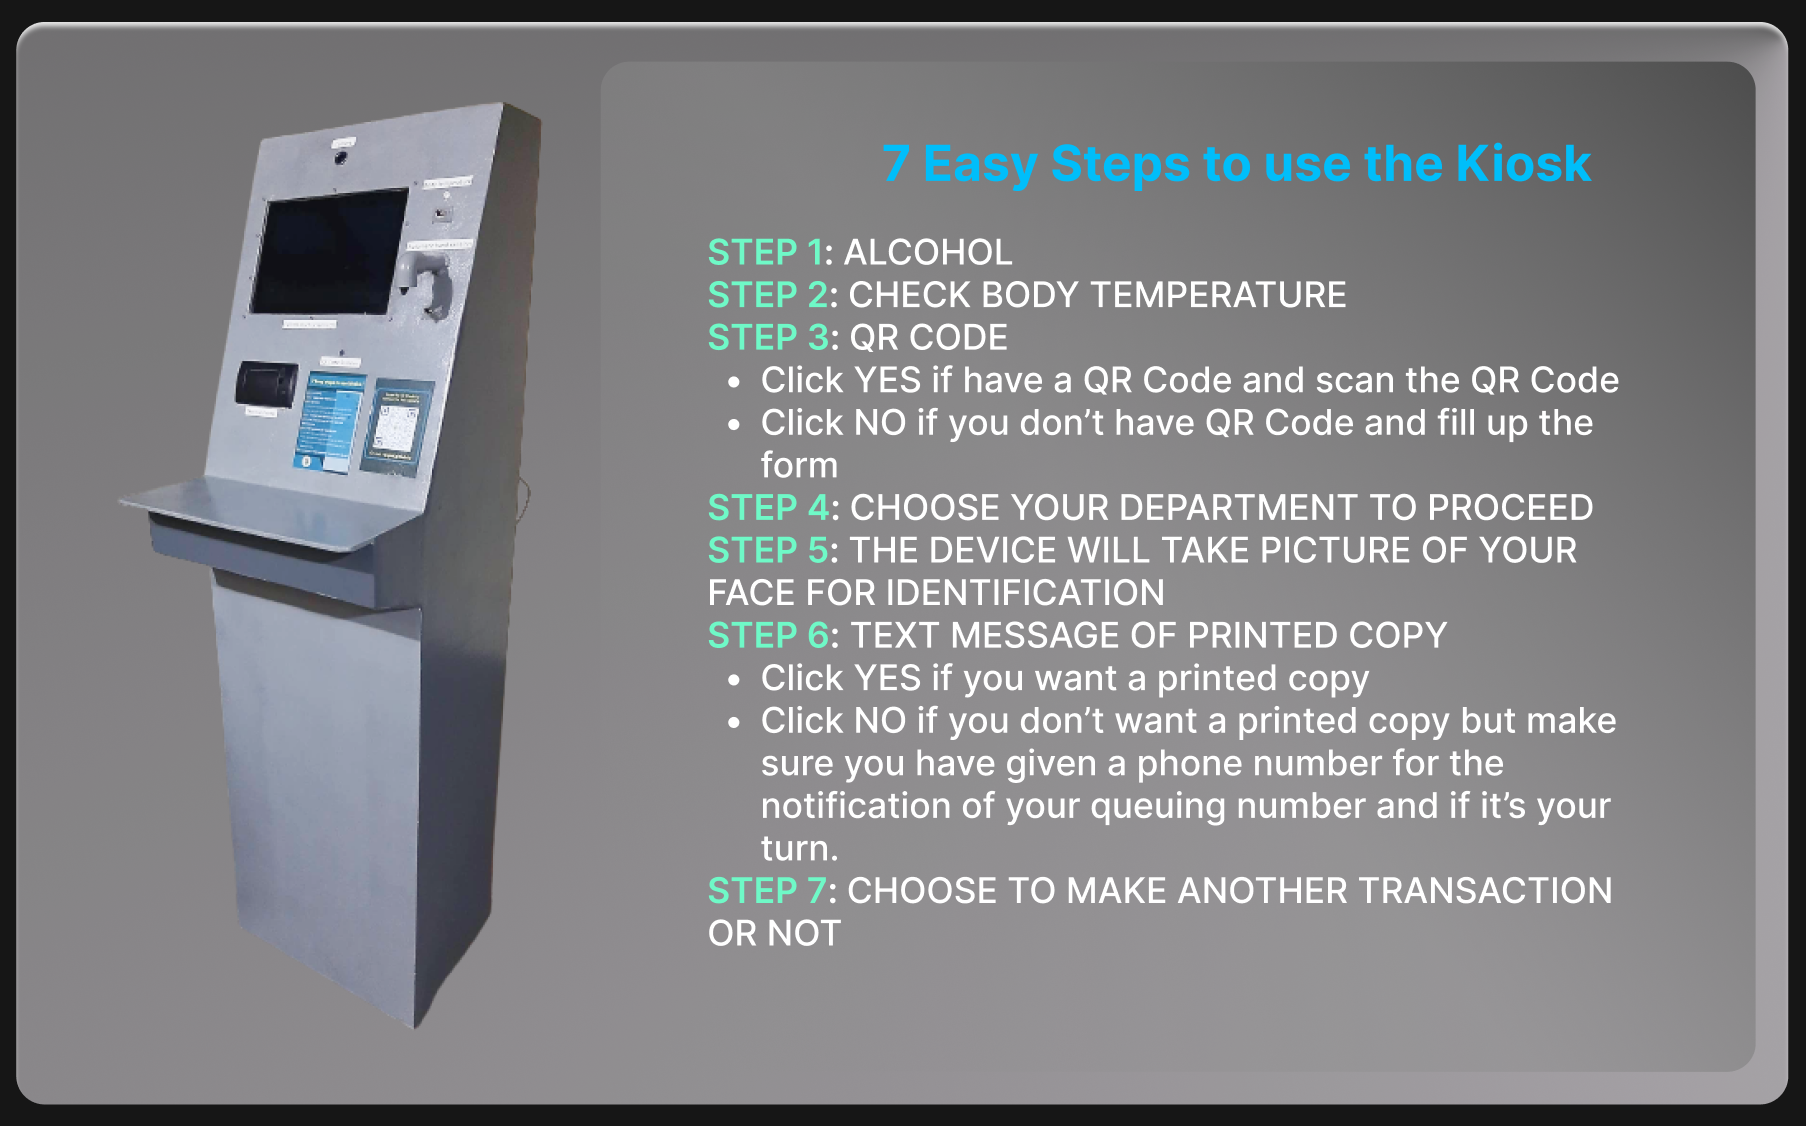 7 Easy Steps to use the Kiosk
STEP 1: ALCOHOL
STEP 2: CHECK BODY TEMPERATURE
STEP 3: QR CODE
• Click YES if have a QR Code and scan the QR Code
• Click NO if you don’t have QR Code and fill up the
form
STEP 4: CHOOSE YOUR DEPARTMENT TO PROCEED
STEP 5: THE DEVICE WILL TAKE PICTURE OF YOUR
FACE FOR IDENTIFICATION
STEP 6: TEXT MESSAGE OF PRINTED COPY
• Click YES if you want a printed copy
• Click NO if you don’t want a printed copy but make
sure you have given a phone number for the
notification of your queuing number and if it’s your
turn.
STEP 7: CHOOSE TO MAKE ANOTHER TRANSACTION
OR NOT